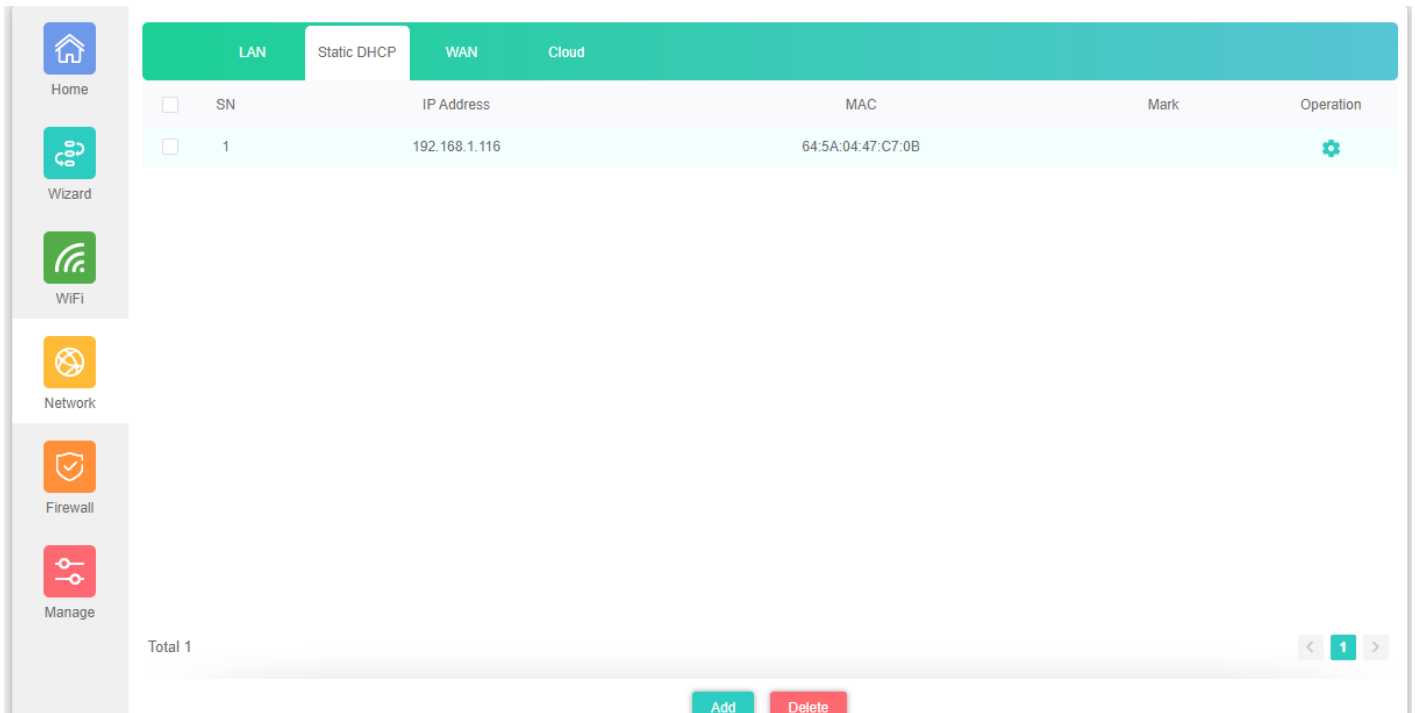 Home
Wizard
WiFi
Network
Firewall
Manage
LAN Static DHCP WAN Cloud
SN IP Address MAC Mark Operation
1 192.168.1.116 64:5A:04:47:C7:0B
Total 1
< 1 >
Add Delete